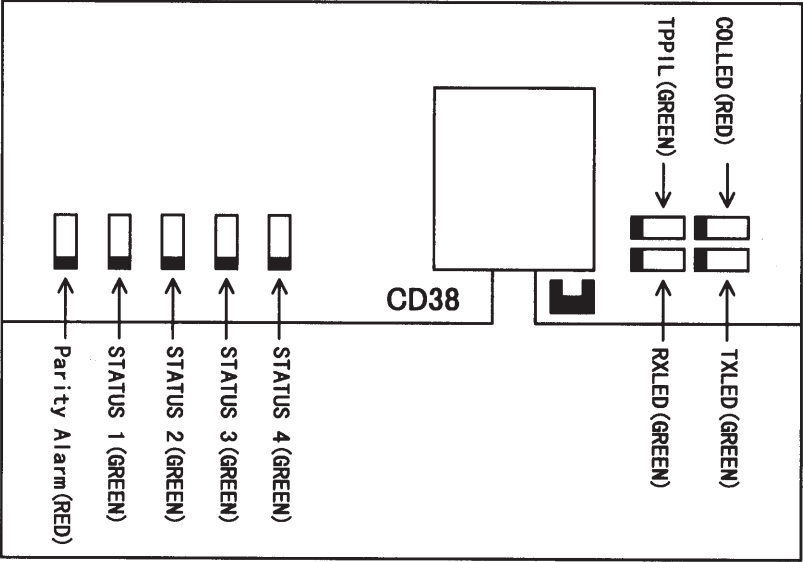 TPPIL(GREEN)
COLLED(RED)
CD38
Parity Alarm(RED)
STATUS 1(GREEN)
STATUS 2(GREEN)
STATUS 3(GREEN)
STATUS 4(GREEN)
RXLED(GREEN)
TXLED(GREEN)